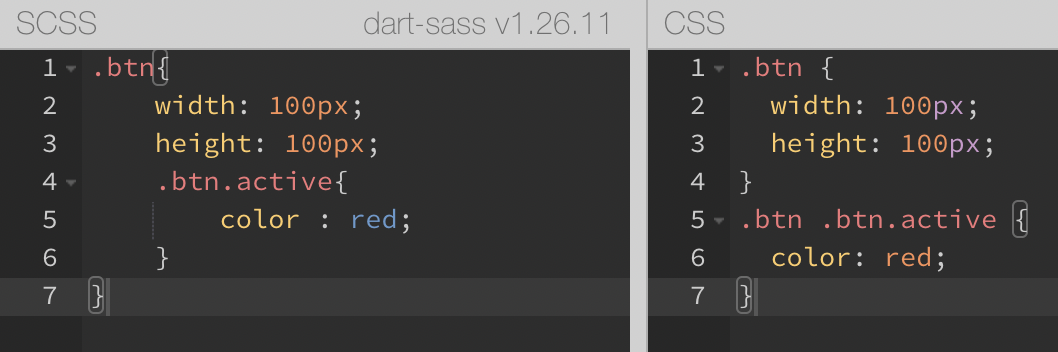 SCSS dart-sass v1.26.11
1 .btn{
2     width: 100px;
3     height: 100px;
4     .btn.active{
5         color : red;
6     }
7 }
CSS
1 .btn {
2   width: 100px;
3   height: 100px;
4 }
5 .btn .btn.active {
6   color: red;
7 }